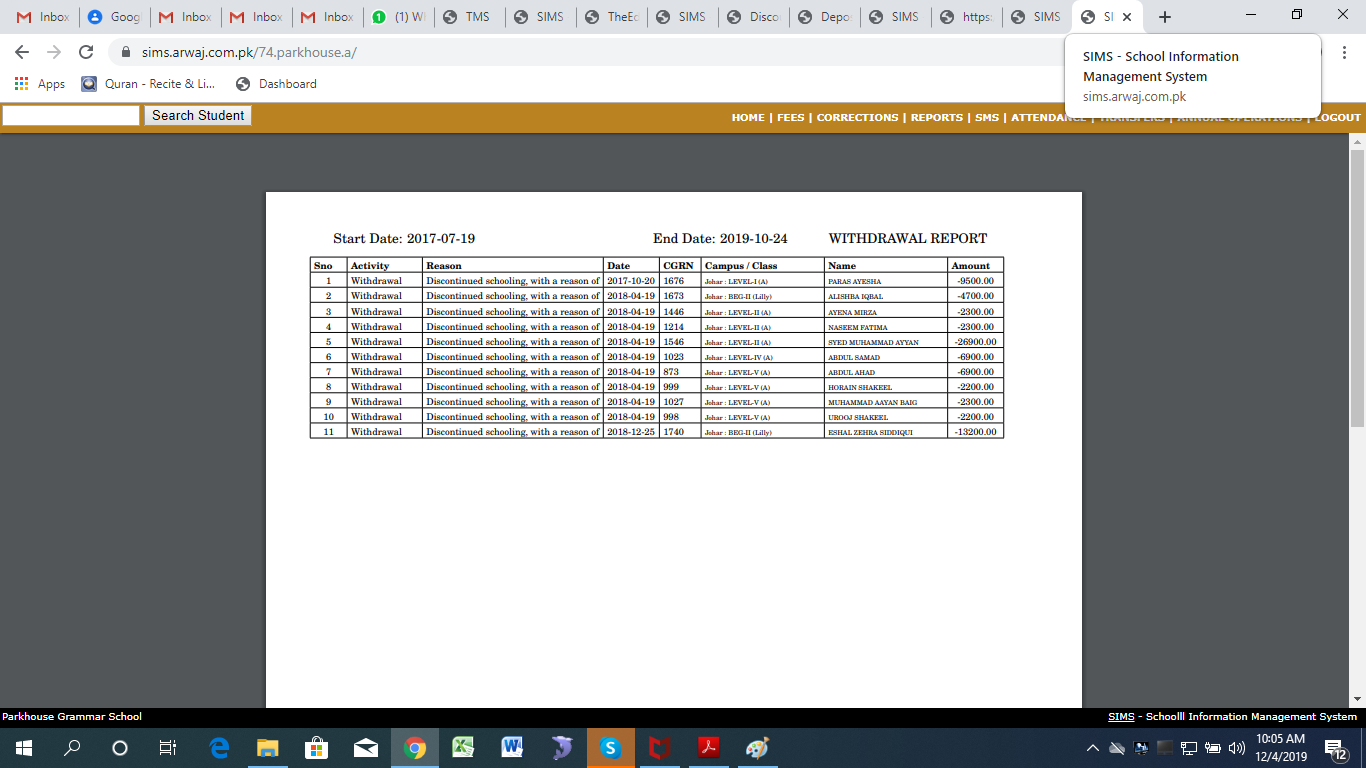 Inbox Goog Inbox Inbox Inbox (1) W TMS SIMS TheEd SIMS Disco Depo SIMS https: SIMS SI
sims.arwaj.com.pk/74.parkhouse.a/
SIMS - School Information
Management System
sims.arwaj.com.pk
Apps Quran - Recite & Li... Dashboard
Search Student HOME | FEES | CORRECTIONS | REPORTS | SMS | ATTENDANCE | TRANSFERS | ANNUAL OPERATIONS | LOGOUT
Start Date: 2017-07-19 End Date: 2019-10-24 WITHDRAWAL REPORT
Sno Activity Reason Date CGRN Campus / Class Name Amount
1 Withdrawal Discontinued schooling, with a reason of 2017-10-20 1676 Johar : LEVEL-I (A) PARAS AYESHA -9500.00
2 Withdrawal Discontinued schooling, with a reason of 2018-04-19 1673 Johar : BEG-II (Lilly) ALISHBA IQBAL -4700.00
3 Withdrawal Discontinued schooling, with a reason of 2018-04-19 1446 Johar : LEVEL-II (A) AYENA MIRZA -2300.00
4 Withdrawal Discontinued schooling, with a reason of 2018-04-19 1214 Johar : LEVEL-II (A) NASEEM FATIMA -2300.00
5 Withdrawal Discontinued schooling, with a reason of 2018-04-19 1546 Johar : LEVEL-II (A) SYED MUHAMMAD AYYAN -26900.00
6 Withdrawal Discontinued schooling, with a reason of 2018-04-19 1023 Johar : LEVEL-IV (A) ABDUL SAMAD -6900.00
7 Withdrawal Discontinued schooling, with a reason of 2018-04-19 873 Johar : LEVEL-V (A) ABDUL AHAD -6900.00
8 Withdrawal Discontinued schooling, with a reason of 2018-04-19 999 Johar : LEVEL-V (A) HORAIN SHAKEEL -2200.00
9 Withdrawal Discontinued schooling, with a reason of 2018-04-19 1027 Johar : LEVEL-V (A) MUHAMMAD AAYAN BAIG -2300.00
10 Withdrawal Discontinued schooling, with a reason of 2018-04-19 998 Johar : LEVEL-V (A) UROOJ SHAKEEL -2200.00
11 Withdrawal Discontinued schooling, with a reason of 2018-12-25 1740 Johar : BEG-II (Lilly) ESHAL ZEHRA SIDDIQUI -13200.00
Parkhouse Grammar School SIMS - Schoolll Information Management System
10:05 AM
12/4/2019 12